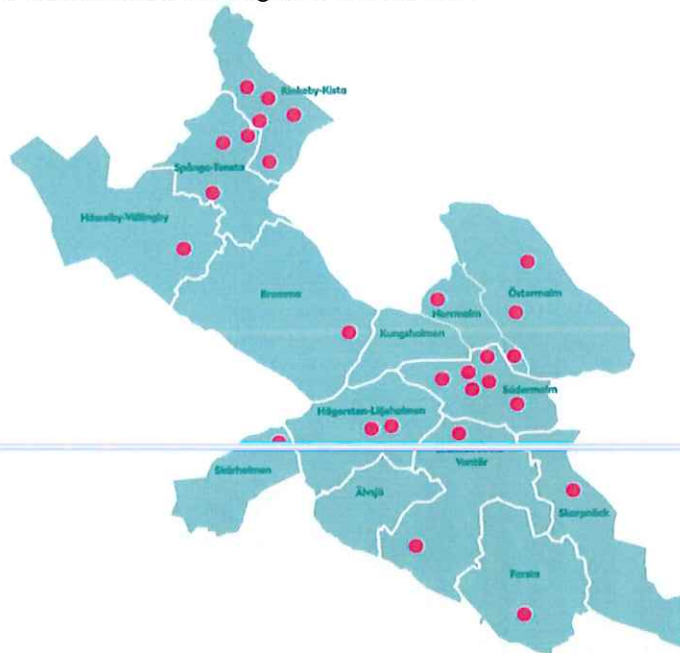 Rinkeby-Kista
Spånga-Tensta
Hässelby-Vällingby
Bromma
Östermalm
Norrmalm
Kungsholmen
Södermalm
Hägersten-Liljeholmen
Vantör
Skärholmen
Älvsjö
Skarpnäck
Farsta